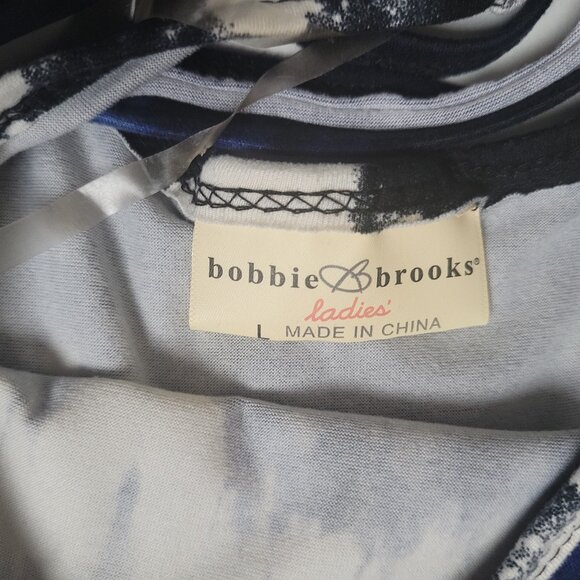 bobbie B brooks®
ladies'
L MADE IN CHINA